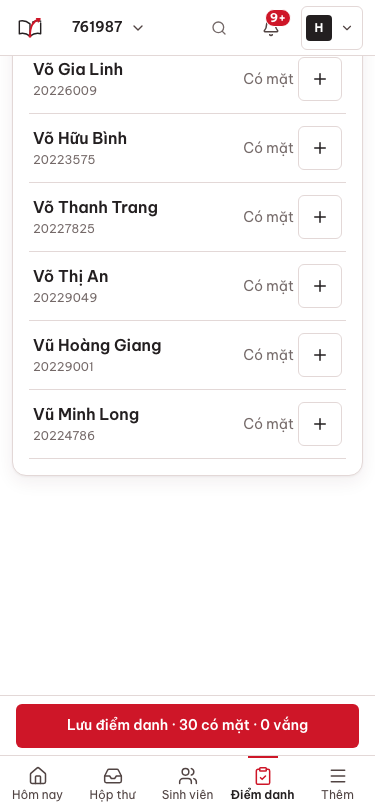 761987
9+
H
Võ Gia Linh
20226009
Có mặt
Võ Hữu Bình
20223575
Có mặt
Võ Thanh Trang
20227825
Có mặt
Võ Thị An
20229049
Có mặt
Vũ Hoàng Giang
20229001
Có mặt
Vũ Minh Long
20224786
Có mặt
Lưu điểm danh · 30 có mặt · 0 vắng
Hôm nay
Hộp thư
Sinh viên
Điểm danh
Thêm